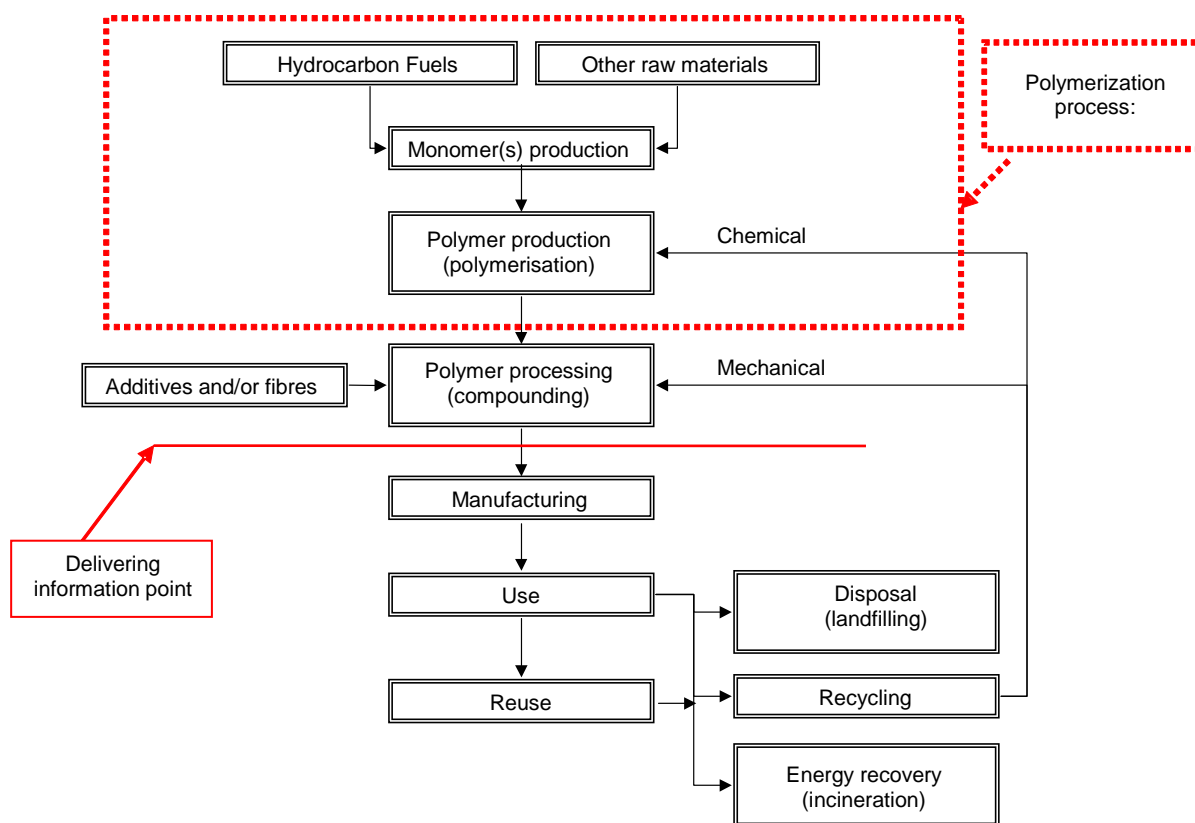 Hydrocarbon Fuels
Other raw materials
Polymerization
process:
Monomer(s) production
Polymer production
(polymerisation)
Chemical
Polymer processing
(compounding)
Mechanical
Additives and/or fibres
Manufacturing
Delivering
information point
Use
Disposal
(landfilling)
Reuse
Recycling
Energy recovery
(incineration)